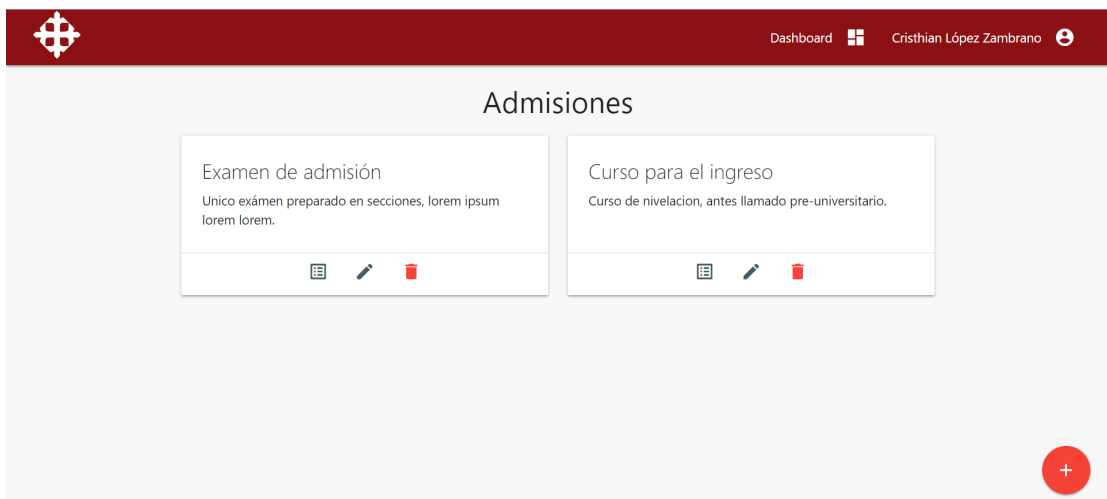 Dashboard Cristhian López Zambrano
Admisiones
Examen de admisión
Unico exámen preparado en secciones, lorem ipsum
lorem lorem.
Curso para el ingreso
Curso de nivelacion, antes llamado pre-universitario.